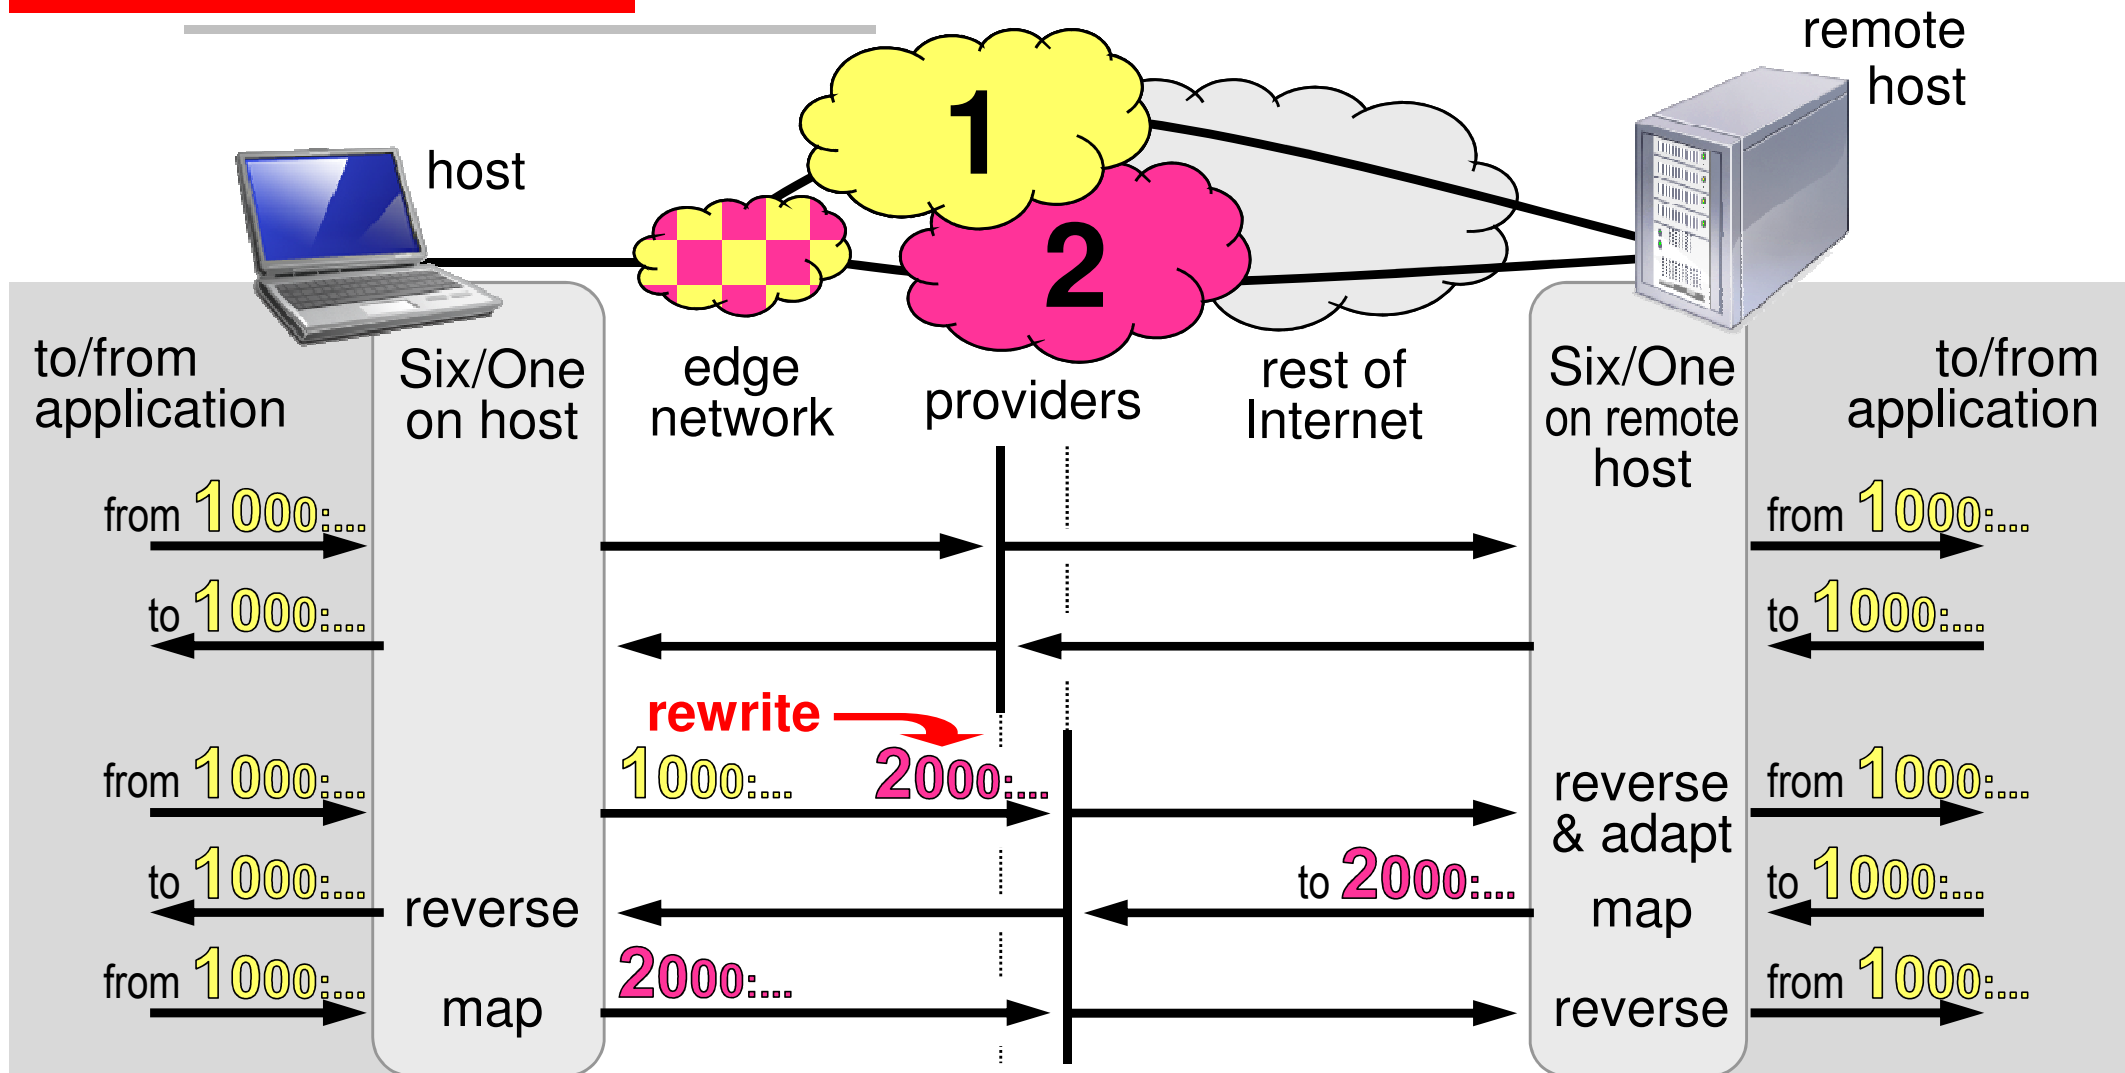 remote
host
1
host
2
to/from
application
Six/One
on host
edge
network
providers
rest of
Internet
Six/One
on remote
host
to/from
application
from 1000:...
from 1000:...
to 1000:...
to 1000:...
rewrite
from 1000:...
1000:...
2000:...
reverse
& adapt
from 1000:...
to 1000:...
reverse
to 2000:...
map
to 1000:...
from 1000:...
map
2000:...
reverse
from 1000:...